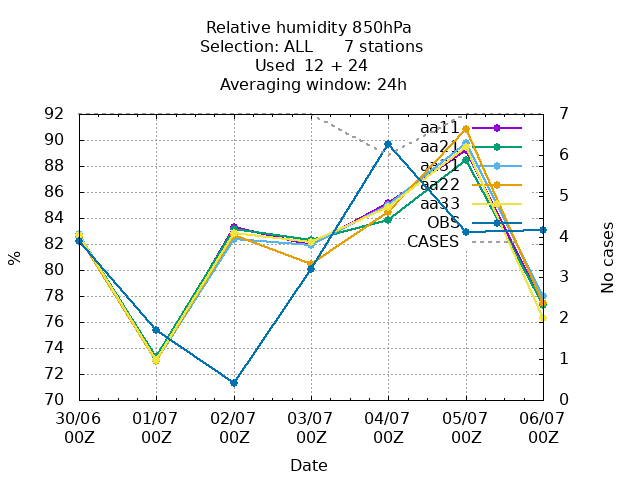 Relative humidity 850hPa
Selection: ALL 7 stations
Used 12 + 24
Averaging window: 24h
92
90
88
86
84
82
80
78
76
74
72
70
%
7
6
5
4
3
2
1
0
No cases
aa11
aa21
aa31
aa22
aa33
OBS
CASES
30/06 01/07 02/07 03/07 04/07 05/07 06/07
00Z 00Z 00Z 00Z 00Z 00Z 00Z
Date